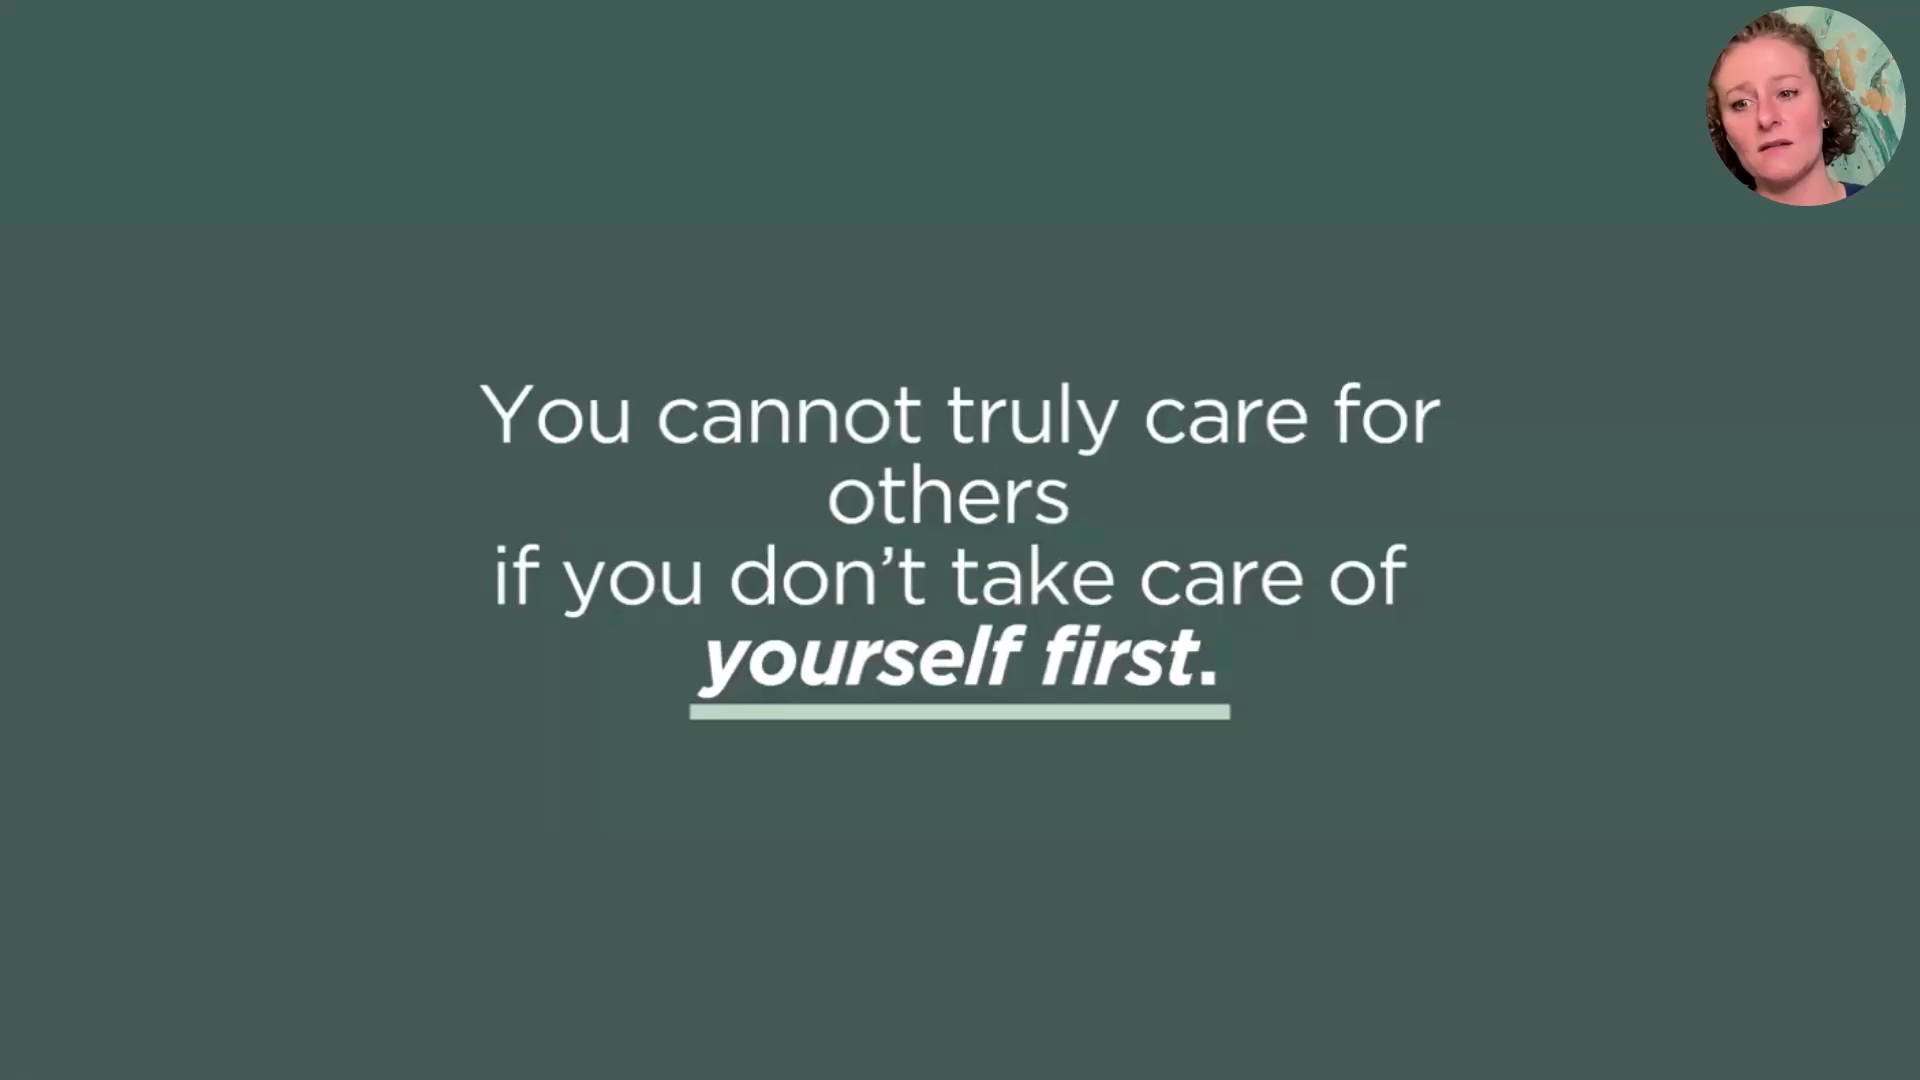 You cannot truly care for
others
if you don’t take care of
yourself first.